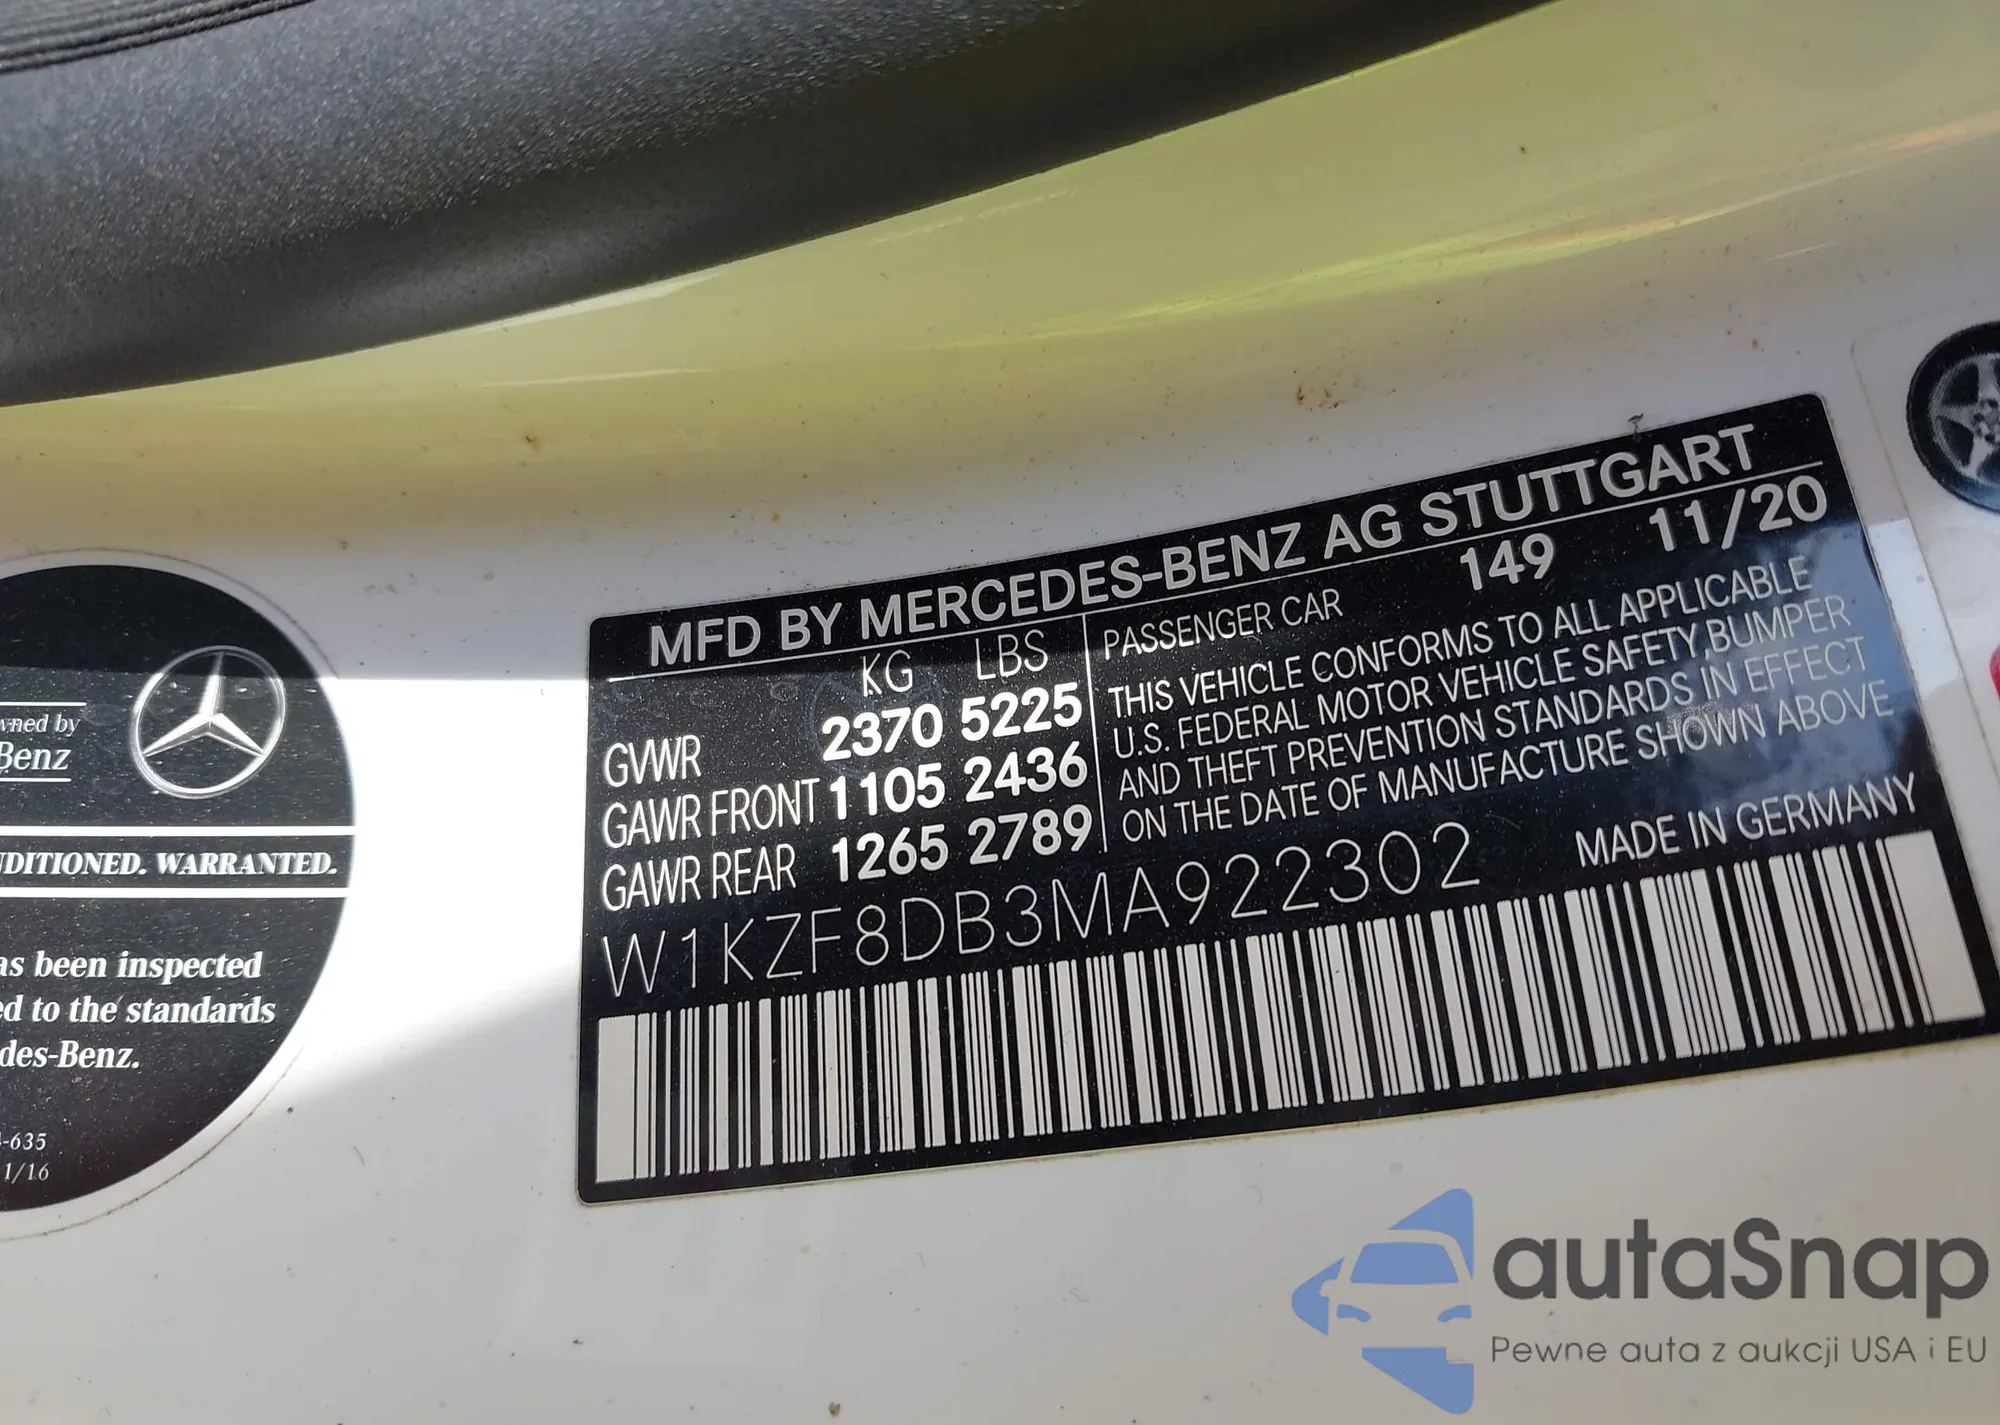 MFD BY MERCEDES-BENZ AG STUTTGART
KG LBS
GVWR 2370 5225
GAWR FRONT 1105 2436
GAWR REAR 1265 2789
PASSENGER CAR 149 11/20
THIS VEHICLE CONFORMS TO ALL APPLICABLE
U.S. FEDERAL MOTOR VEHICLE SAFETY,BUMPER
AND THEFT PREVENTION STANDARDS IN EFFECT
ON THE DATE OF MANUFACTURE SHOWN ABOVE
W1KZF8DB3MA922302
MADE IN GERMANY
by
Benz
WARRANTED.
been inspected
to the standards
des-Benz.
-635
1/16
autaSnap
Pewne auta z aukcji USA i EU